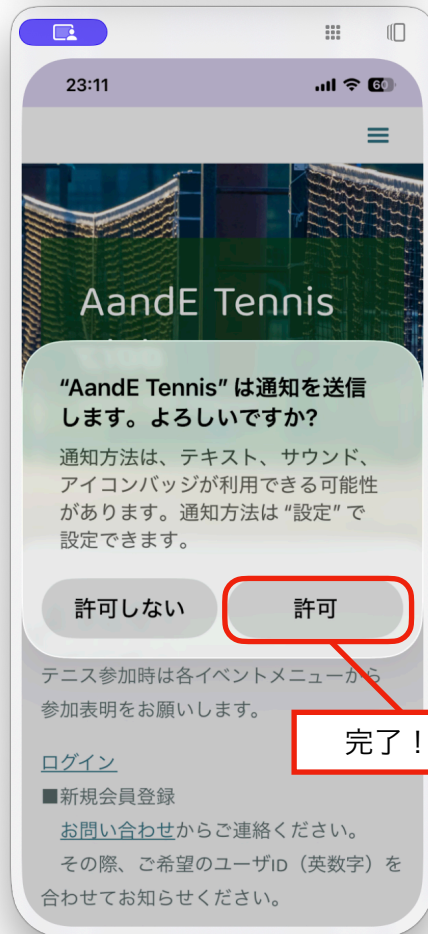 23:11
60
AandE Tennis
“AandE Tennis” は通知を送信
します。よろしいですか?
通知方法は、テキスト、サウンド、
アイコンバッジが利用できる可能性
があります。通知方法は “設定” で
設定できます。
許可しない
許可
テニス参加時は各イベントメニューから
参加表明をお願いします。
完了！
ログイン
■新規会員登録
お問い合わせからご連絡ください。
その際、ご希望のユーザID（英数字）を
合わせてお知らせください。